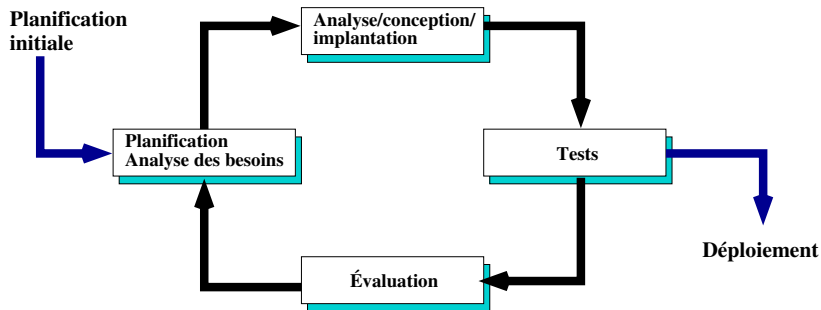 Planification
initiale
Analyse/conception/
implantation
Planification
Analyse des besoins
Tests
Déploiement
Évaluation